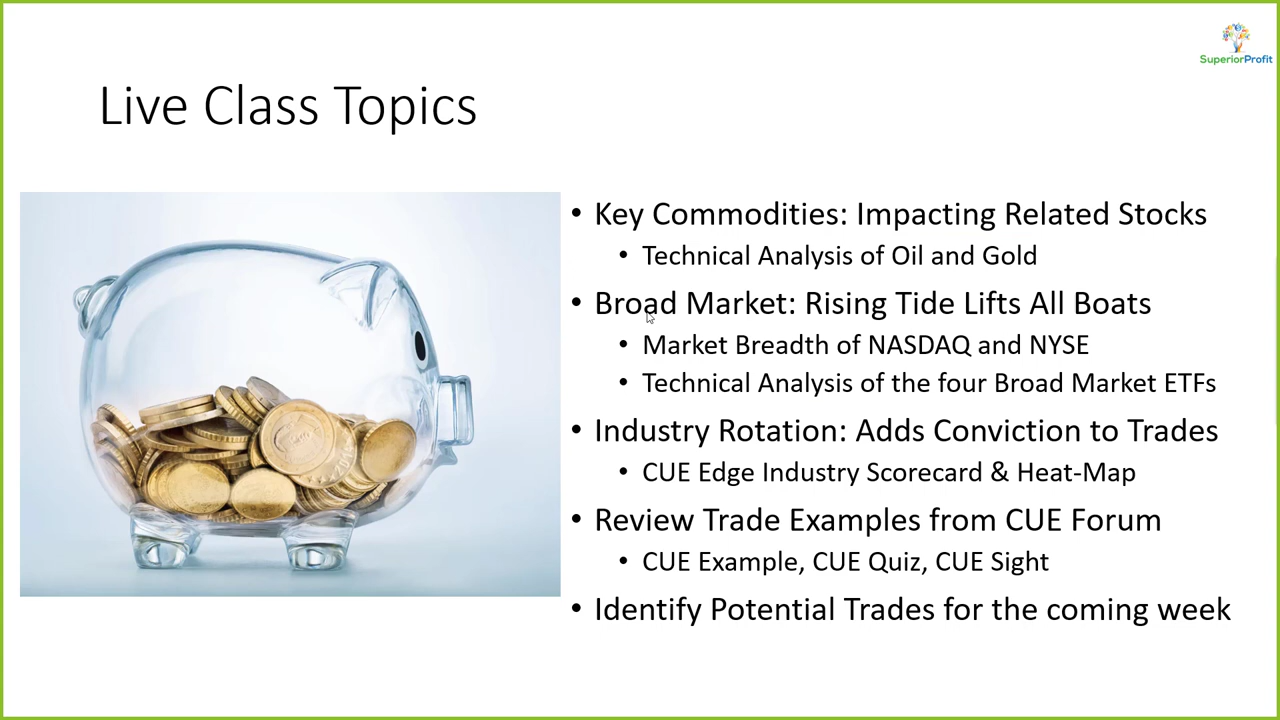 SuperiorProfit
Live Class Topics
• Key Commodities: Impacting Related Stocks
• Technical Analysis of Oil and Gold
• Broad Market: Rising Tide Lifts All Boats
• Market Breadth of NASDAQ and NYSE
• Technical Analysis of the four Broad Market ETFs
• Industry Rotation: Adds Conviction to Trades
• CUE Edge Industry Scorecard & Heat-Map
• Review Trade Examples from CUE Forum
• CUE Example, CUE Quiz, CUE Sight
• Identify Potential Trades for the coming week